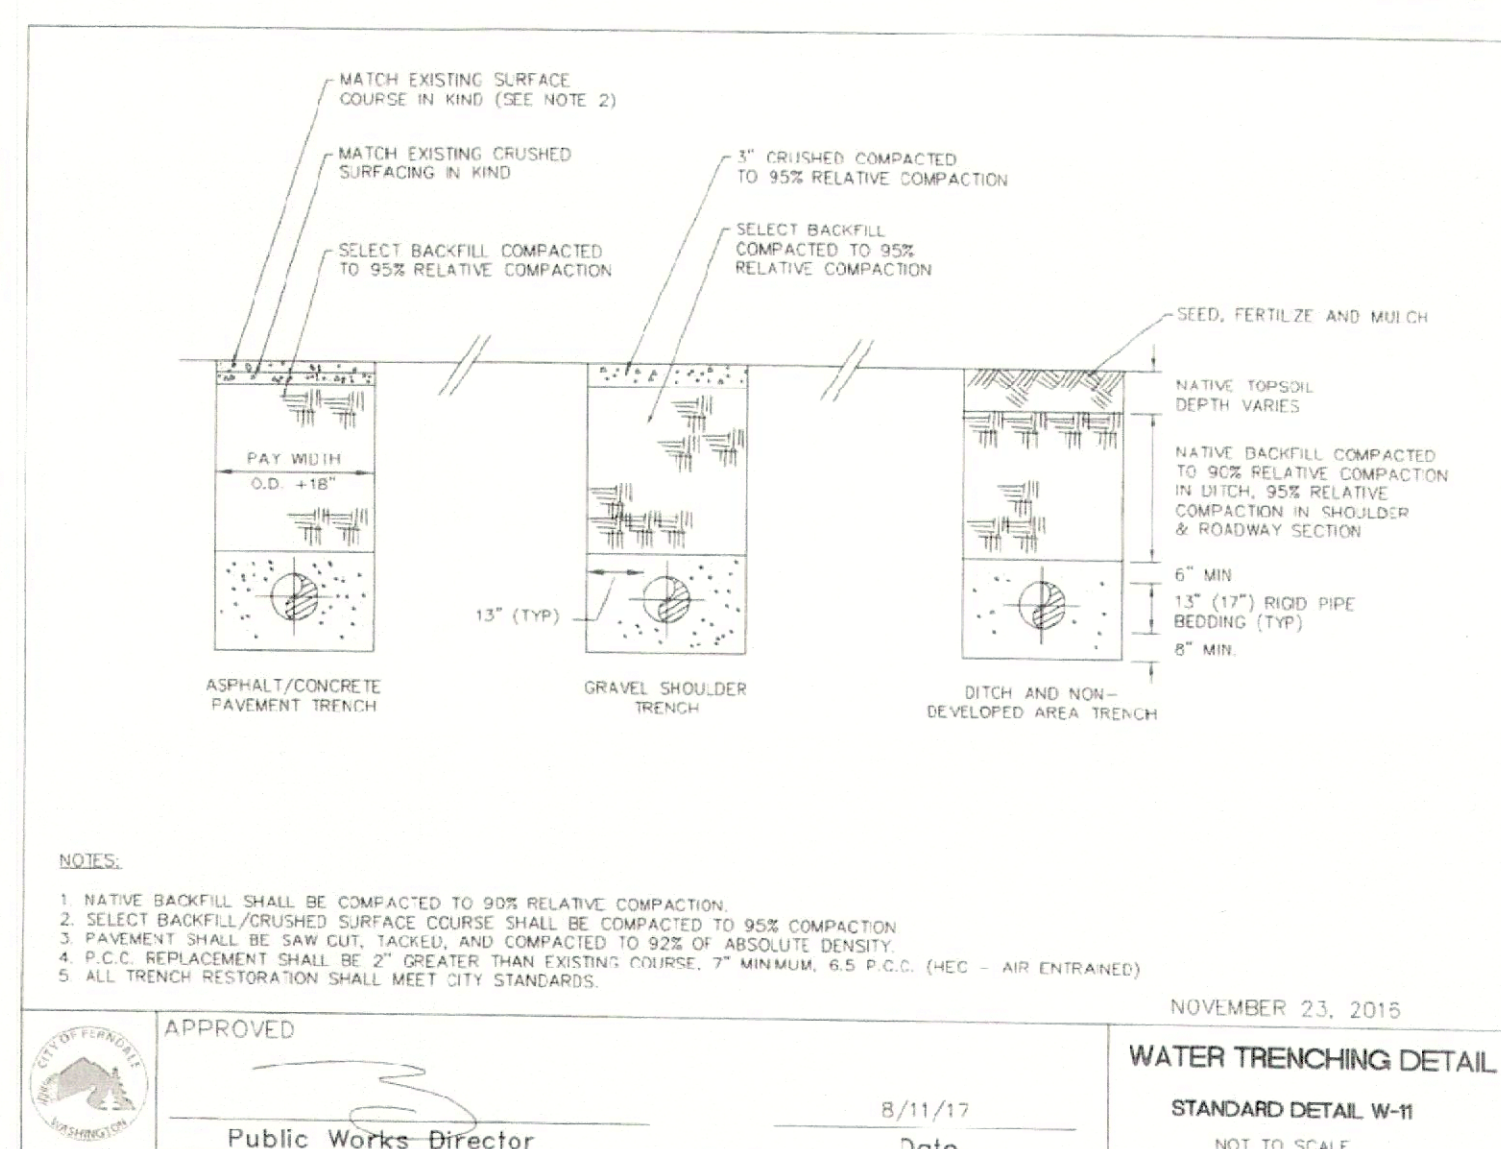 MATCH EXISTING SURFACE
COURSE IN KIND (SEE NOTE 2)
MATCH EXISTING CRUSHED
SURFACING IN KIND
SELECT BACKFILL COMPACTED
TO 95% RELATIVE COMPACTION
3" CRUSHED COMPACTED
TO 95% RELATIVE COMPACTION
SELECT BACKFILL
COMPACTED TO 95%
RELATIVE COMPACTION
SEED, FERTILZE AND MULCH
NATIVE TOPSOIL
DEPTH VARIES
NATIVE BACKFILL COMPACTED
TO 90% RELATIVE COMPACTION
IN DITCH, 95% RELATIVE
COMPACTION IN SHOULDER
& ROADWAY SECTION
PAY WIDTH
O.D. +18"
13" (TYP)
6" MIN
13" (17") RIGID PIPE
BEDDING (TYP)
8" MIN.
ASPHALT/CONCRETE
PAVEMENT TRENCH
GRAVEL SHOULDER
TRENCH
DITCH AND NON-
DEVELOPED AREA TRENCH
NOTES:
1. NATIVE BACKFILL SHALL BE COMPACTED TO 90% RELATIVE COMPACTION.
2. SELECT BACKFILL/CRUSHED SURFACE COURSE SHALL BE COMPACTED TO 95% COMPACTION
3. PAVEMENT SHALL BE SAW CUT, TACKED, AND COMPACTED TO 92% OF ABSOLUTE DENSITY.
4. P.C.C. REPLACEMENT SHALL BE 2" GREATER THAN EXISTING COURSE, 7" MINIMUM, 6.5 P.C.C. (HEC - AIR ENTRAINED)
5. ALL TRENCH RESTORATION SHALL MEET CITY STANDARDS.
NOVEMBER 23, 2015
CITY OF FERNDALE
WASHINGTON
APPROVED
8/11/17
Public Works Director
Date
WATER TRENCHING DETAIL
STANDARD DETAIL W-11
NOT TO SCALE